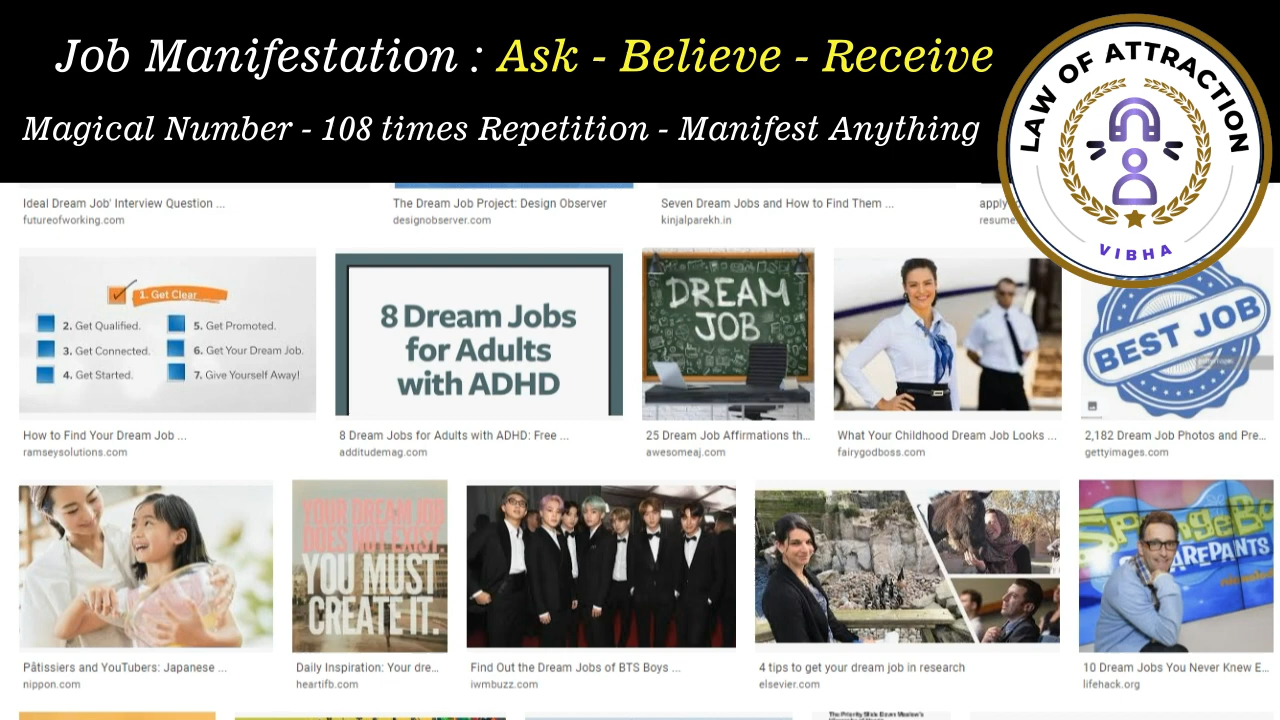 Job Manifestation : Ask - Believe - Receive
Magical Number - 108 times Repetition - Manifest Anything
LAW OF ATTRACTION
VIBHA
Ideal Dream Job' Interview Question ...
futureofworking.com
The Dream Job Project: Design Observer
designobserver.com
Seven Dream Jobs and How to Find Them ...
kinjalparekh.in
1. Get Clear
2. Get Qualified.
3. Get Connected.
4. Get Started.
5. Get Promoted.
6. Get Your Dream Job.
7. Give Yourself Away!
How to Find Your Dream Job ...
ramseysolutions.com
8 Dream Jobs
for Adults
with ADHD
8 Dream Jobs for Adults with ADHD: Free ...
additudemag.com
DREAM
JOB
25 Dream Job Affirmations th...
awesomeaj.com
What Your Childhood Dream Job Looks ...
fairygodboss.com
BEST JOB
2,182 Dream Job Photos and Pre...
gettyimages.com
Pâtissiers and YouTubers: Japanese ...
nippon.com
YOUR DREAM JOB
DOES NOT EXIST.
YOU MUST
CREATE IT.
Daily Inspiration: Your dre...
heartifb.com
Find Out the Dream Jobs of BTS Boys ...
iwmbuzz.com
4 tips to get your dream job in research
elsevier.com
10 Dream Jobs You Never Knew E...
lifehack.org